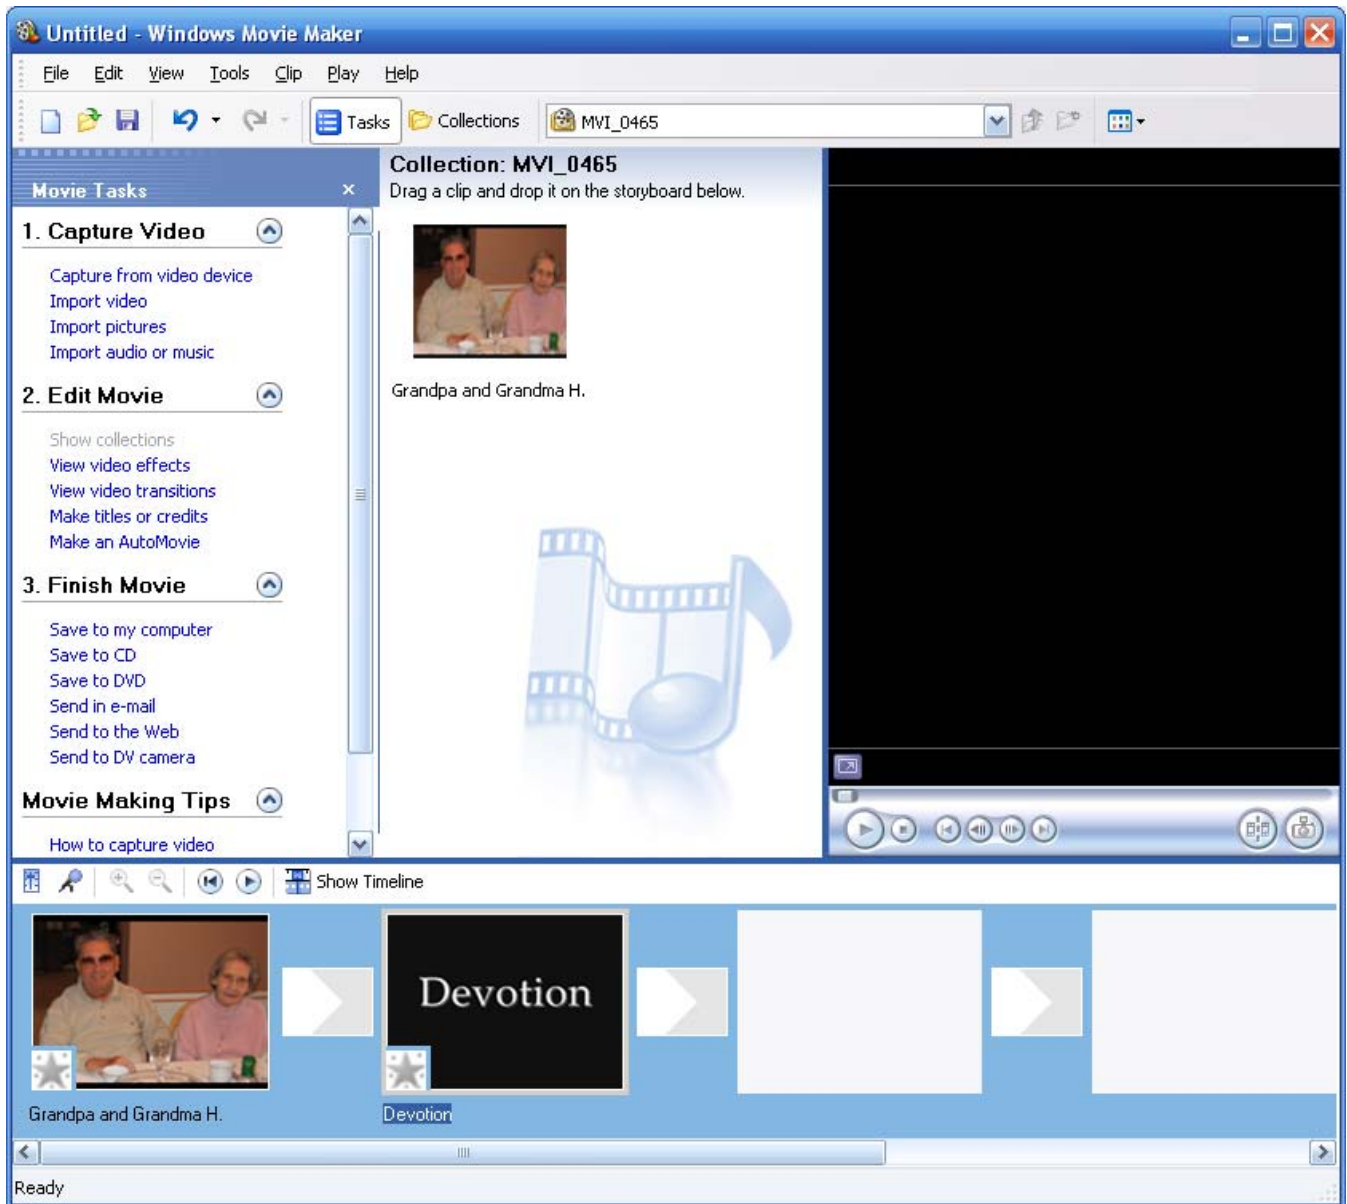 Untitled - Windows Movie Maker
File Edit View Tools Clip Play Help
Tasks Collections MVI_0465
Movie Tasks
1. Capture Video
Capture from video device
Import video
Import pictures
Import audio or music
2. Edit Movie
Show collections
View video effects
View video transitions
Make titles or credits
Make an AutoMovie
3. Finish Movie
Save to my computer
Save to CD
Save to DVD
Send in e-mail
Send to the Web
Send to DV camera
Movie Making Tips
How to capture video
Collection: MVI_0465
Drag a clip and drop it on the storyboard below.
Grandpa and Grandma H.
Show Timeline
Devotion
Grandpa and Grandma H.
Devotion
Ready